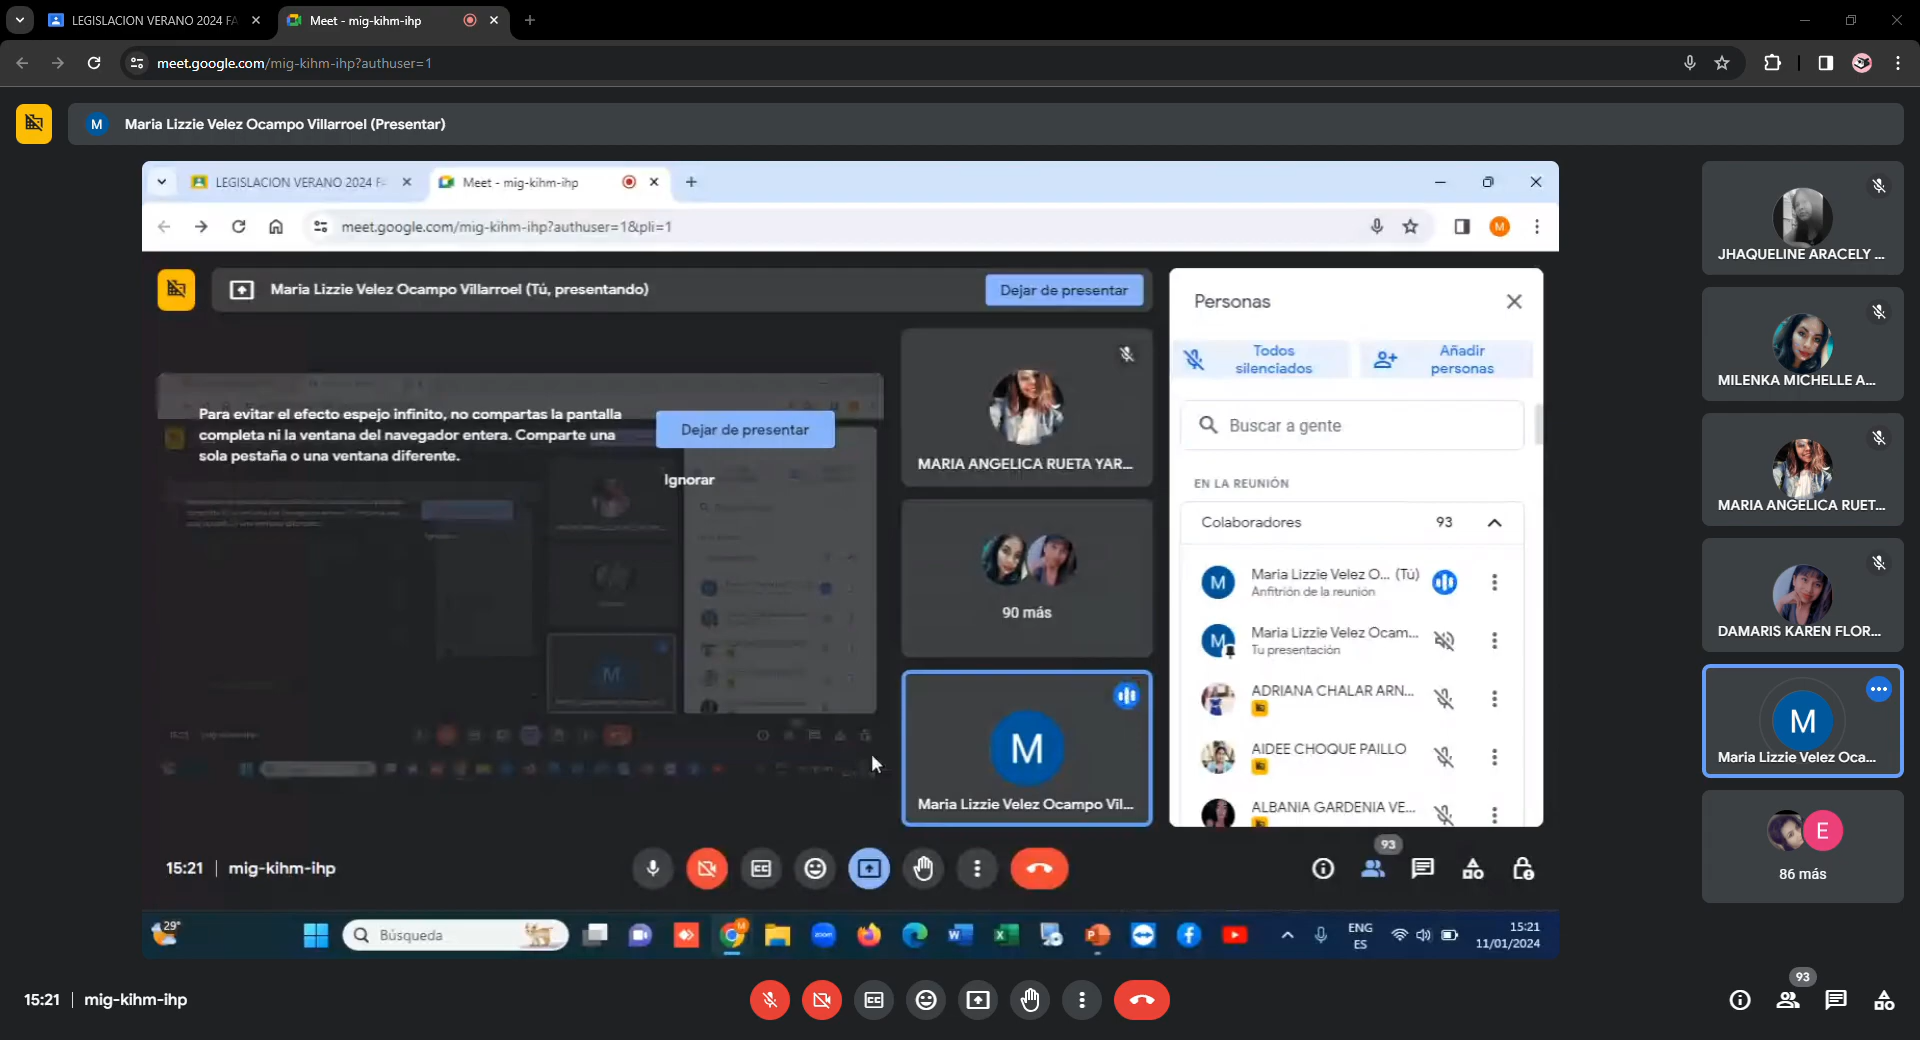 LEGISLACION VERANO 2024 FA
Meet - mig-kihm-ihp
meet.google.com/mig-kihm-ihp?authuser=1
M
Maria Lizzie Velez Ocampo Villarroel (Presentar)
LEGISLACION VERANO 2024 F
Meet - mig-kihm-ihp
meet.google.com/mig-kihm-ihp?authuser=1&pli=1
M
Maria Lizzie Velez Ocampo Villarroel (Tú, presentando)
Dejar de presentar
Para evitar el efecto espejo infinito, no compartas la pantalla
completa ni la ventana del navegador entera. Comparte una
sola pestaña o una ventana diferente.
Dejar de presentar
Ignorar
MARIA ANGELICA RUETA YAR...
90 más
M
Maria Lizzie Velez Ocampo Vil...
Personas
Todos
silenciados
Añadir
personas
Buscar a gente
EN LA REUNIÓN
Colaboradores 93
M
Maria Lizzie Velez O... (Tú)
Anfitrión de la reunión
M
Maria Lizzie Velez Ocam...
Tu presentación
ADRIANA CHALAR ARN...
AIDEE CHOQUE PAILLO
ALBANIA GARDENIA VE...
15:21 | mig-kihm-ihp
93
29°
Búsqueda
zoom
ENG
ES
15:21
11/01/2024
JHAQUELINE ARACELY ...
MILENKA MICHELLE A...
MARIA ANGELICA RUET...
DAMARIS KAREN FLOR...
M
Maria Lizzie Velez Oca...
E
86 más
15:21 | mig-kihm-ihp
93